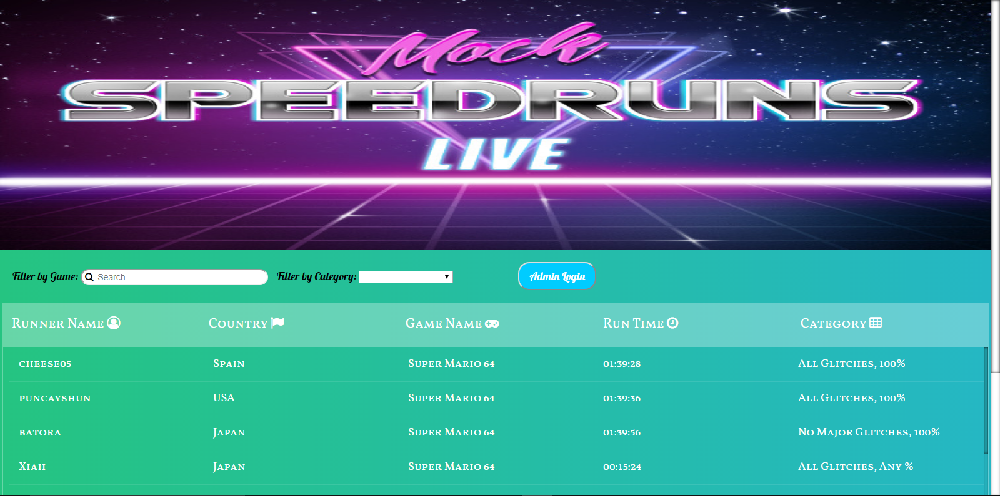 Mock
SPEEDRUNS
LIVE
Filter by Game: Search Filter by Category: -- Admin Login
Runner Name Country Game Name Run Time Category
cheese05 Spain Super Mario 64 01:39:28 All Glitches, 100%
puncayshun USA Super Mario 64 01:39:36 All Glitches, 100%
batora Japan Super Mario 64 01:39:56 No Major Glitches, 100%
Xiah Japan Super Mario 64 00:15:24 All Glitches, Any %